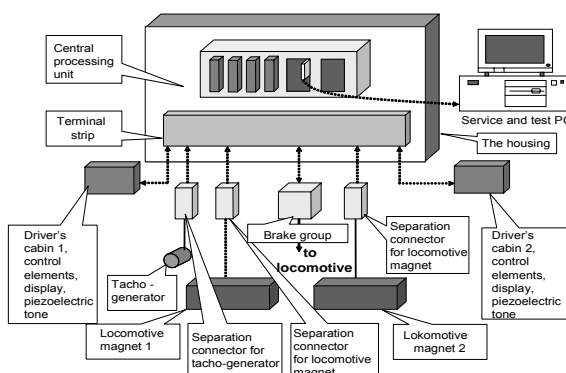 Central
processing
unit
Terminal
strip
Service and test PC
The housing
Driver's
cabin 1,
control
elements,
display,
piezoelectric
tone
Tacho -
generator
Brake group
to
locomotive
Separation
connector
for locomotive
magnet
Driver's
cabin 2,
control
elements,
display,
piezoelectric
tone
Locomotive
magnet 1
Separation
connector for
tacho-generator
Separation
connector
for locomotive
magnet
Lokomotive
magnet 2